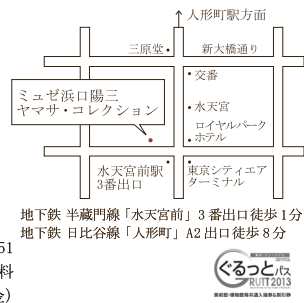 ↑人形町駅方面
三原堂
新大橋通り
交番
ミュゼ浜口陽三
ヤマサ・コレクション
水天宮
ロイヤルパーク
ホテル
水天宮前駅
3番出口
東京シティエア
ターミナル
地下鉄 半蔵門線「水天宮前」3番出口徒歩1分
地下鉄 日比谷線「人形町」A2出口徒歩8分
51
料
金)
ぐるっとパス
RUTT 2013